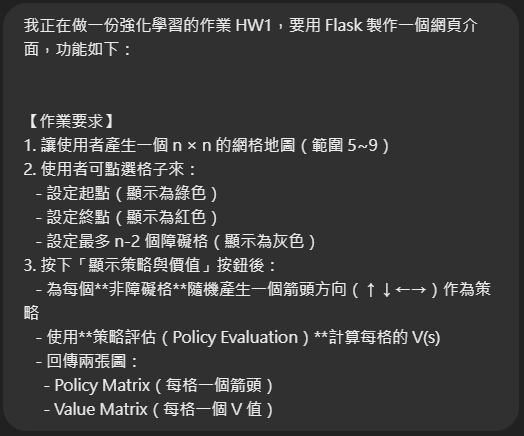 我正在做一份強化學習的作業 HW1，要用 Flask 製作一個網頁介
面，功能如下：
【作業要求】
1. 讓使用者產生一個 n × n 的網格地圖（範圍 5~9）
2. 使用者可點選格子來：
- 設定起點（顯示為綠色）
- 設定終點（顯示為紅色）
- 設定最多 n-2 個障礙格（顯示為灰色）
3. 按下「顯示策略與價值」按鈕後：
- 為每個**非障礙格**隨機產生一個箭頭方向（↑↓←→）作為策
略
- 使用**策略評估（Policy Evaluation）**計算每格的 V(s)
- 回傳兩張圖：
- Policy Matrix（每格一個箭頭）
- Value Matrix（每格一個 V 值）